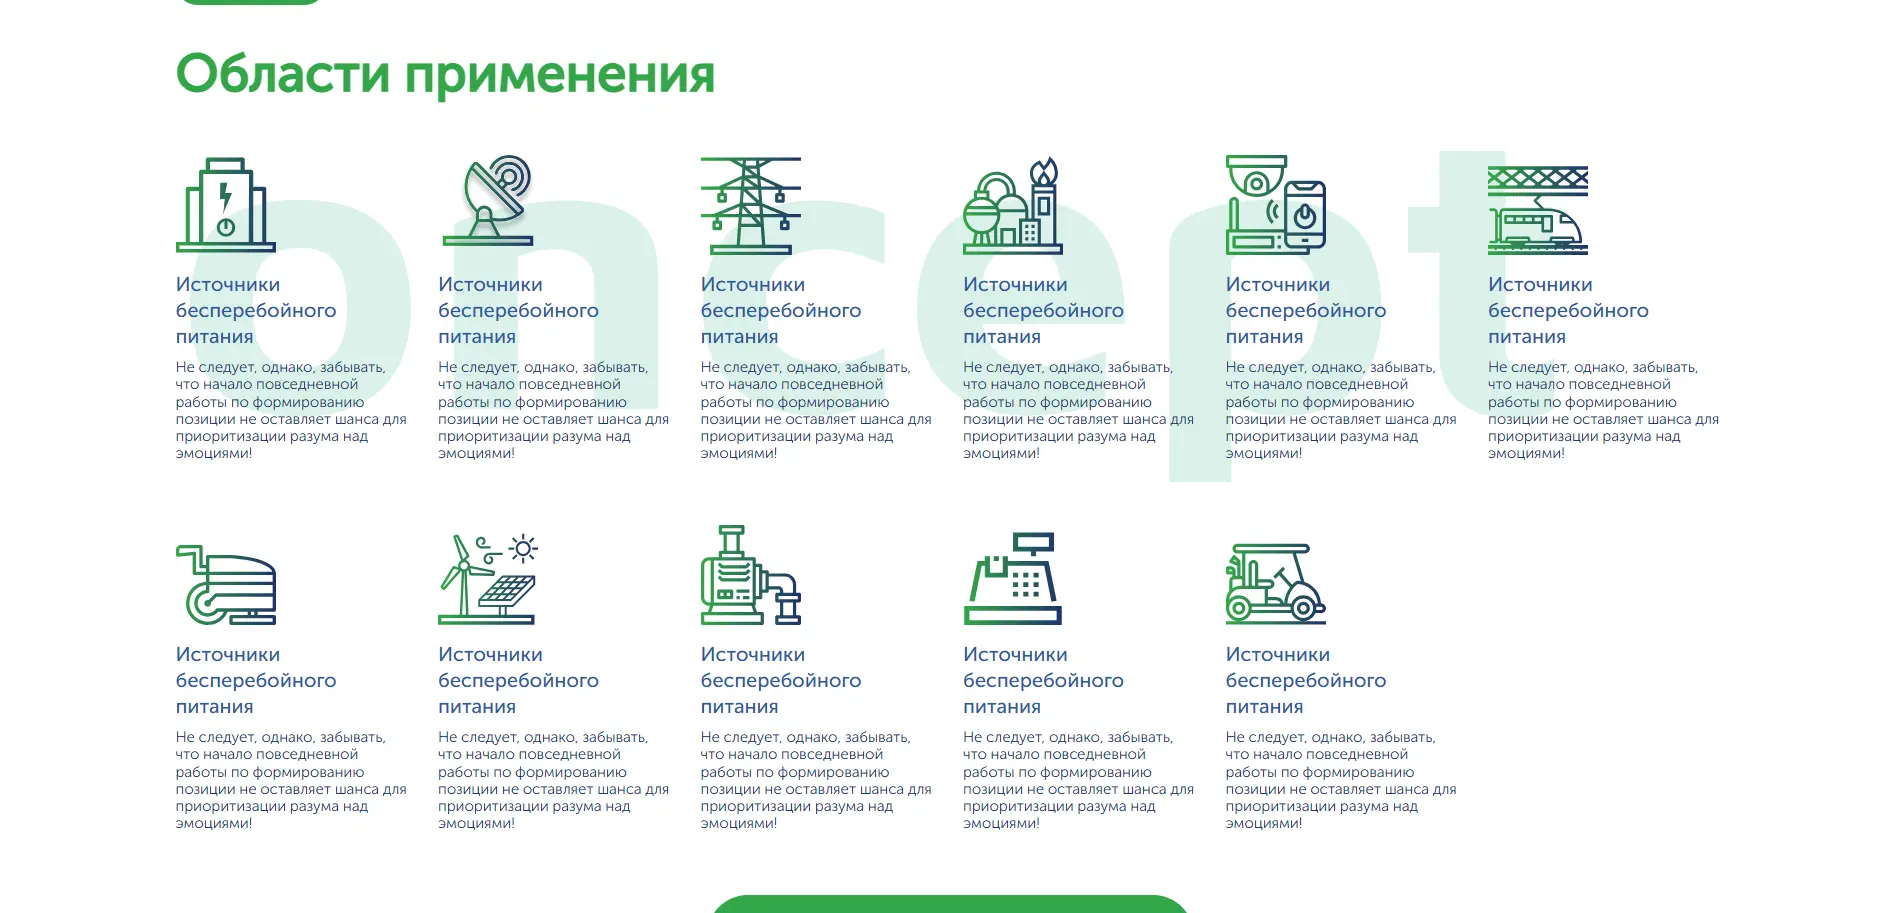 Области применения
oncept
Источники
бесперебойного
питания
Не следует, однако, забывать,
что начало повседневной
работы по формированию
позиции не оставляет шанса для
приоритизации разума над
эмоциями!
Источники
бесперебойного
питания
Не следует, однако, забывать,
что начало повседневной
работы по формированию
позиции не оставляет шанса для
приоритизации разума над
эмоциями!
Источники
бесперебойного
питания
Не следует, однако, забывать,
что начало повседневной
работы по формированию
позиции не оставляет шанса для
приоритизации разума над
эмоциями!
Источники
бесперебойного
питания
Не следует, однако, забывать,
что начало повседневной
работы по формированию
позиции не оставляет шанса для
приоритизации разума над
эмоциями!
Источники
бесперебойного
питания
Не следует, однако, забывать,
что начало повседневной
работы по формированию
позиции не оставляет шанса для
приоритизации разума над
эмоциями!
Источники
бесперебойного
питания
Не следует, однако, забывать,
что начало повседневной
работы по формированию
позиции не оставляет шанса для
приоритизации разума над
эмоциями!
Источники
бесперебойного
питания
Не следует, однако, забывать,
что начало повседневной
работы по формированию
позиции не оставляет шанса для
приоритизации разума над
эмоциями!
Источники
бесперебойного
питания
Не следует, однако, забывать,
что начало повседневной
работы по формированию
позиции не оставляет шанса для
приоритизации разума над
эмоциями!
Источники
бесперебойного
питания
Не следует, однако, забывать,
что начало повседневной
работы по формированию
позиции не оставляет шанса для
приоритизации разума над
эмоциями!
Источники
бесперебойного
питания
Не следует, однако, забывать,
что начало повседневной
работы по формированию
позиции не оставляет шанса для
приоритизации разума над
эмоциями!
Источники
бесперебойного
питания
Не следует, однако, забывать,
что начало повседневной
работы по формированию
позиции не оставляет шанса для
приоритизации разума над
эмоциями!